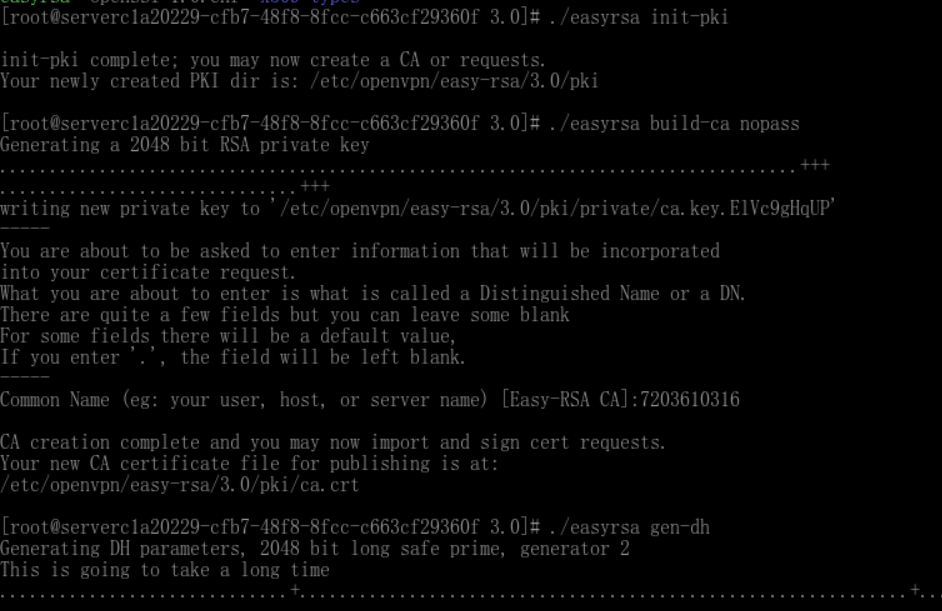 [root@serverc1a20229-cfb7-48f8-8fcc-c663cf29360f 3.0]# ./easyrsa init-pki
init-pki complete; you may now create a CA or requests.
Your newly created PKI dir is: /etc/openvpn/easy-rsa/3.0/pki
[root@serverc1a20229-cfb7-48f8-8fcc-c663cf29360f 3.0]# ./easyrsa build-ca nopass
Generating a 2048 bit RSA private key
................................................................................+++
..............................+++
writing new private key to '/etc/openvpn/easy-rsa/3.0/pki/private/ca.key.ElVc9gHqUP'
-----
You are about to be asked to enter information that will be incorporated
into your certificate request.
What you are about to enter is what is called a Distinguished Name or a DN.
There are quite a few fields but you can leave some blank
For some fields there will be a default value,
If you enter '.', the field will be left blank.
-----
Common Name (eg: your user, host, or server name) [Easy-RSA CA]:7203610316
CA creation complete and you may now import and sign cert requests.
Your new CA certificate file for publishing is at:
/etc/openvpn/easy-rsa/3.0/pki/ca.crt
[root@serverc1a20229-cfb7-48f8-8fcc-c663cf29360f 3.0]# ./easyrsa gen-dh
Generating DH parameters, 2048 bit long safe prime, generator 2
This is going to take a long time
.............................+.............................................................+..